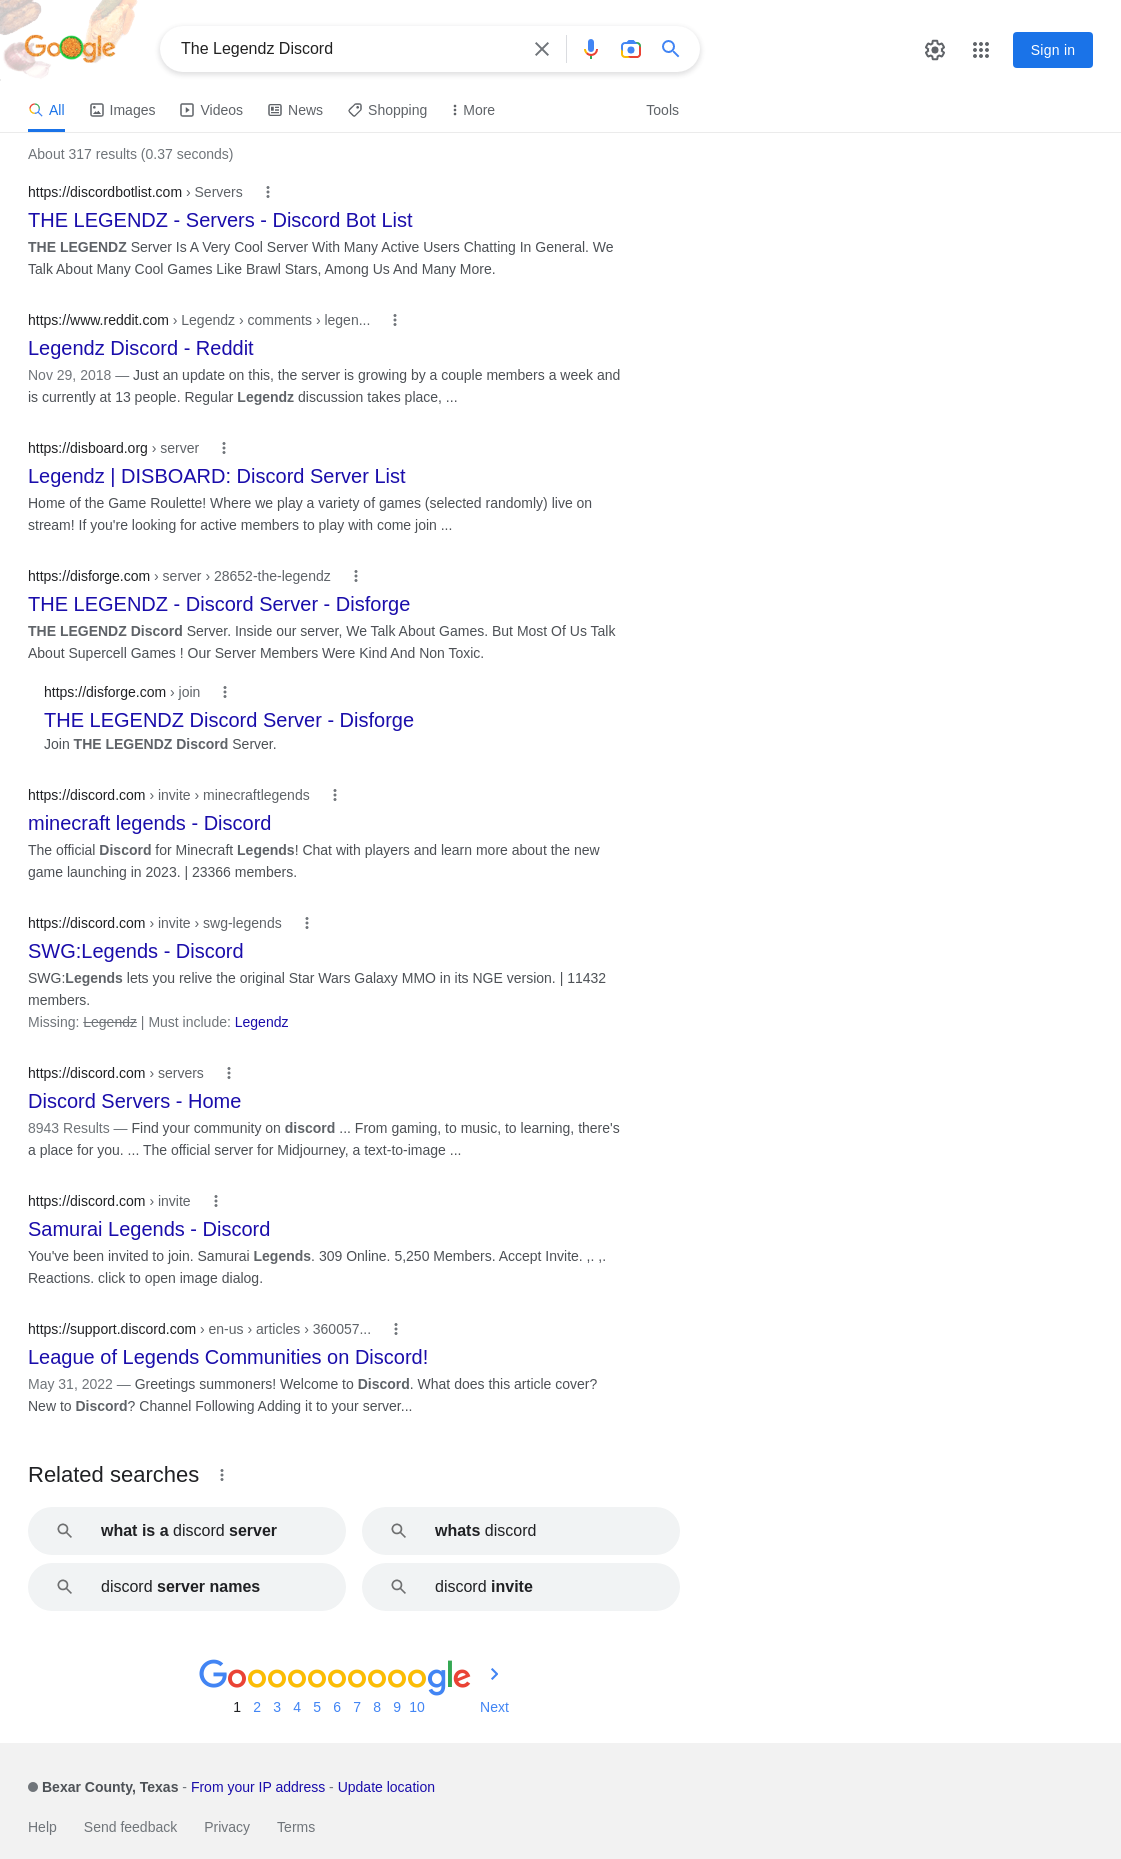 Google
The Legendz Discord
Sign in
All Images Videos News Shopping More Tools
About 317 results (0.37 seconds)
https://discordbotlist.com › Servers
THE LEGENDZ - Servers - Discord Bot List
THE LEGENDZ Server Is A Very Cool Server With Many Active Users Chatting In General. We
Talk About Many Cool Games Like Brawl Stars, Among Us And Many More.
https://www.reddit.com › Legendz › comments › legen...
Legendz Discord - Reddit
Nov 29, 2018 — Just an update on this, the server is growing by a couple members a week and
is currently at 13 people. Regular Legendz discussion takes place, ...
https://disboard.org › server
Legendz | DISBOARD: Discord Server List
Home of the Game Roulette! Where we play a variety of games (selected randomly) live on
stream! If you're looking for active members to play with come join ...
https://disforge.com › server › 28652-the-legendz
THE LEGENDZ - Discord Server - Disforge
THE LEGENDZ Discord Server. Inside our server, We Talk About Games. But Most Of Us Talk
About Supercell Games ! Our Server Members Were Kind And Non Toxic.
https://disforge.com › join
THE LEGENDZ Discord Server - Disforge
Join THE LEGENDZ Discord Server.
https://discord.com › invite › minecraftlegends
minecraft legends - Discord
The official Discord for Minecraft Legends! Chat with players and learn more about the new
game launching in 2023. | 23366 members.
https://discord.com › invite › swg-legends
SWG:Legends - Discord
SWG:Legends lets you relive the original Star Wars Galaxy MMO in its NGE version. | 11432
members.
Missing: Legendz | Must include: Legendz
https://discord.com › servers
Discord Servers - Home
8943 Results — Find your community on discord ... From gaming, to music, to learning, there's
a place for you. ... The official server for Midjourney, a text-to-image ...
https://discord.com › invite
Samurai Legends - Discord
You've been invited to join. Samurai Legends. 309 Online. 5,250 Members. Accept Invite. ,. ,.
Reactions. click to open image dialog.
https://support.discord.com › en-us › articles › 360057...
League of Legends Communities on Discord!
May 31, 2022 — Greetings summoners! Welcome to Discord. What does this article cover?
New to Discord? Channel Following Adding it to your server...
Related searches
what is a discord server
whats discord
discord server names
discord invite
Goooooooooogle
1 2 3 4 5 6 7 8 9 10 Next
Bexar County, Texas - From your IP address - Update location
Help Send feedback Privacy Terms